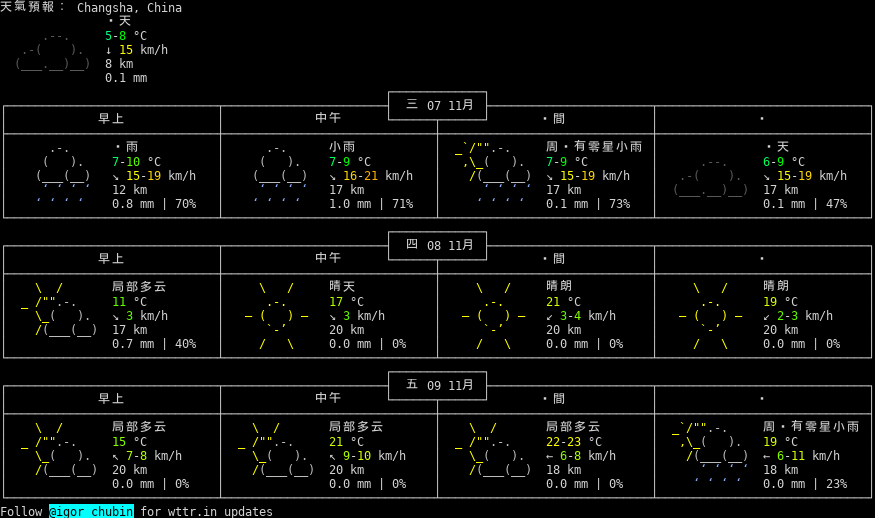 天氣預報： Changsha, China
・天
5-8 °C
↓ 15 km/h
8 km
0.1 mm
三 07 11月
早上 中午 ・間 ・
・雨 小雨 周・有零星小雨 ・天
7-10 °C 7-9 °C 7-9 °C 6-9 °C
↘ 15-19 km/h ↘ 16-21 km/h ↘ 15-19 km/h ↘ 15-19 km/h
12 km 17 km 17 km 17 km
0.8 mm | 70% 1.0 mm | 71% 0.1 mm | 73% 0.1 mm | 47%
四 08 11月
早上 中午 ・間 ・
局部多云 晴天 晴朗 晴朗
11 °C 17 °C 21 °C 19 °C
↘ 3 km/h ↘ 3 km/h ↙ 3-4 km/h ↙ 2-3 km/h
17 km 20 km 20 km 20 km
0.7 mm | 40% 0.0 mm | 0% 0.0 mm | 0% 0.0 mm | 0%
五 09 11月
早上 中午 ・間 ・
局部多云 局部多云 局部多云 周・有零星小雨
15 °C 21 °C 22-23 °C 19 °C
↖ 7-8 km/h ↖ 9-10 km/h ← 6-8 km/h ← 6-11 km/h
20 km 20 km 18 km 18 km
0.0 mm | 0% 0.0 mm | 0% 0.0 mm | 0% 0.0 mm | 23%
Follow @igor_chubin for wttr.in updates